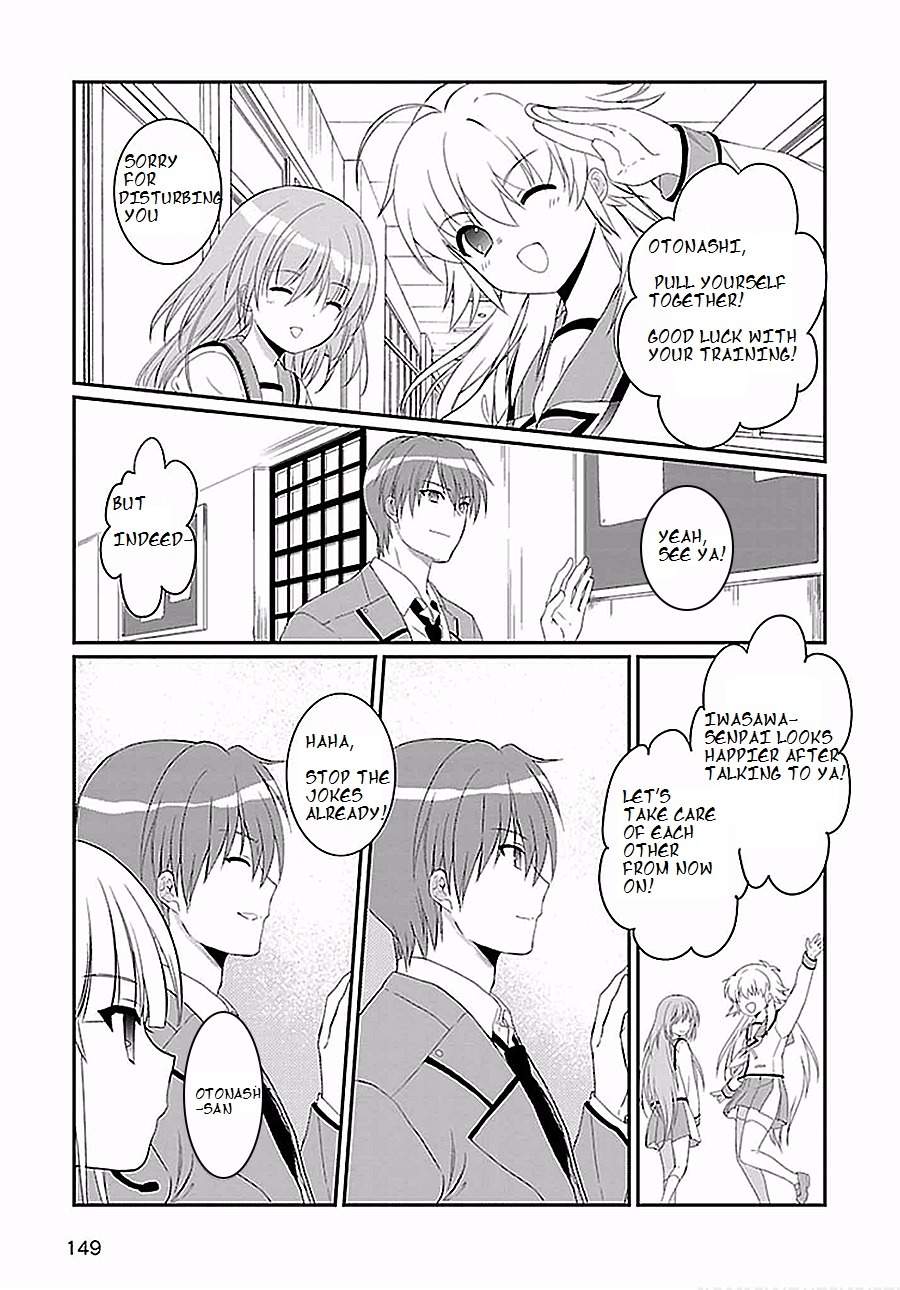 OTONASHI,
PULL YOURSELF
TOGETHER!
GOOD LUCK WITH
YOUR TRAINING!
SORRY
FOR
DISTURBING
YOU
YEAH,
SEE YA!
BUT
INDEED-
IWASAWA-
SENPAI LOOKS
HAPPIER AFTER
TALKING TO YA!
LET'S
TAKE CARE
OF EACH
OTHER
FROM NOW
ON!
HAHA,
STOP THE
JOKES
ALREADY!
OTONASHI
-SAN
149